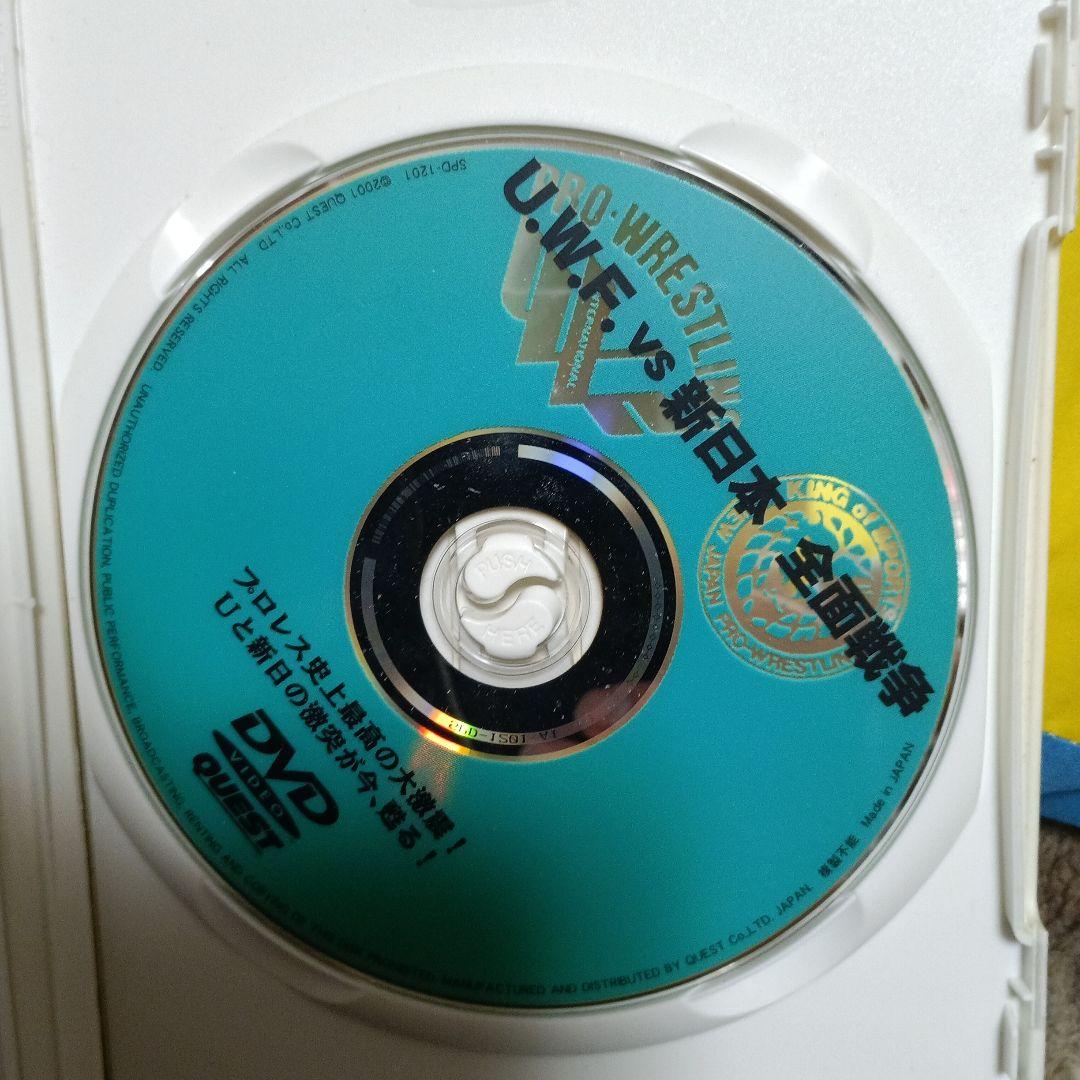 U.W.F. vs 新日本 全面戦争
PRO-WRESTLING
INTERNATIONAL
KING of SPORTS
NEW JAPAN PRO-WRESTLING
PUSH
HERE
プロレス史上最高の大激震！
Uと新日の激突が今、甦る！
DVD
VIDEO
QUEST
SPD-1201 ©2001 QUEST Co.,LTD. ALL RIGHTS RESERVED. UNAUTHORIZED DUPLICATION, PUBLIC PERFORMANCE, BROADCASTING, RENTING AND COPYING OF THIS DISK PROHIBITED. MANUFACTURED AND DISTRIBUTED BY QUEST Co.,LTD. JAPAN. 複製不能 Made in JAPAN